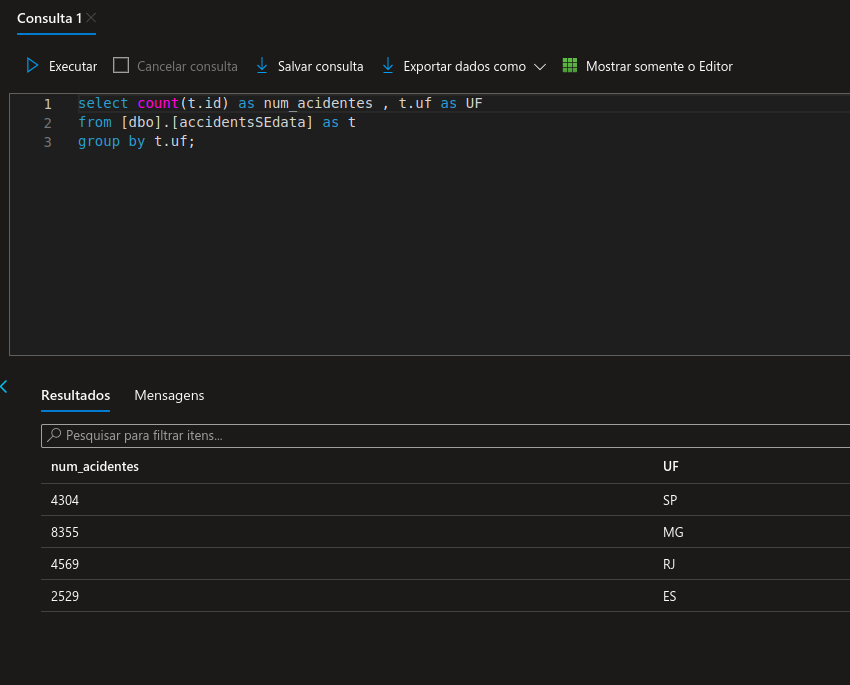 Consulta 1
Executar Cancelar consulta Salvar consulta Exportar dados como Mostrar somente o Editor
1 select count(t.id) as num_acidentes , t.uf as UF
2 from [dbo].[accidentsSEdata] as t
3 group by t.uf;
Resultados Mensagens
Pesquisar para filtrar itens...
num_acidentes UF
4304 SP
8355 MG
4569 RJ
2529 ES